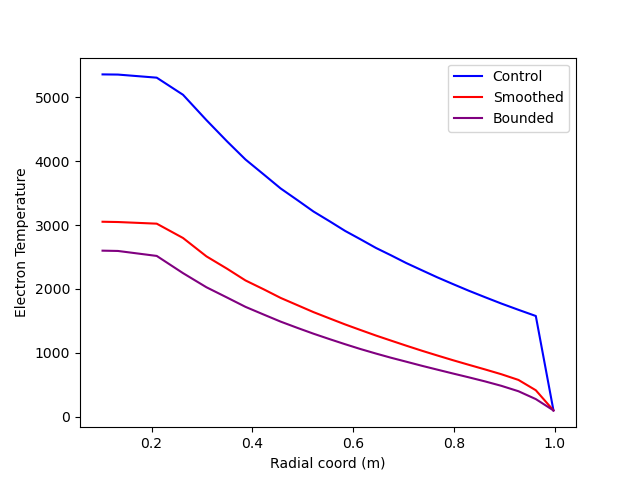 Control
Smoothed
Bounded
Electron Temperature
5000
4000
3000
2000
1000
0
0.2 0.4 0.6 0.8 1.0
Radial coord (m)